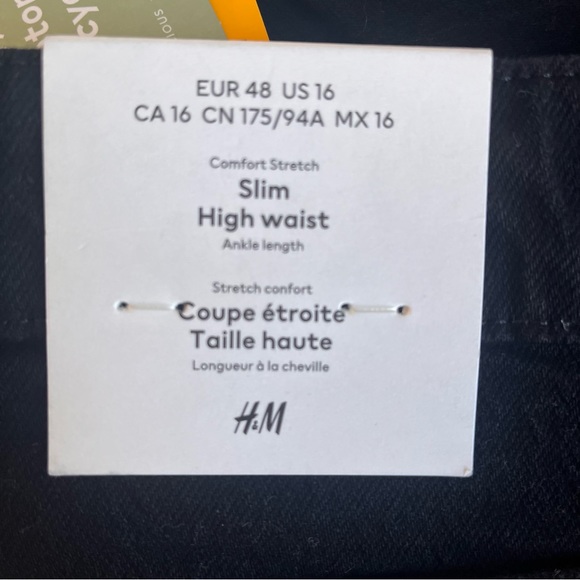 EUR 48 US 16
CA 16 CN 175/94A MX 16
Comfort Stretch
Slim
High waist
Ankle length
Stretch confort
Coupe étroite
Taille haute
Longueur à la cheville
H&M